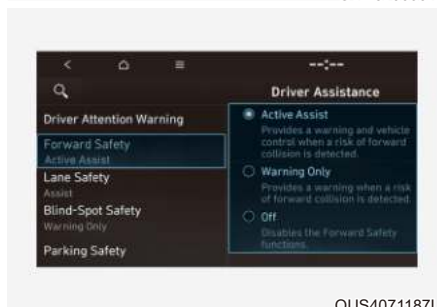 --:--
Driver Assistance
Driver Attention Warning
Forward Safety
Active Assist
Lane Safety
Assist
Blind-Spot Safety
Warning Only
Parking Safety
Active Assist
Provides a warning and vehicle
control when a risk of forward
collision is detected.
Warning Only
Provides a warning when a risk
of forward collision is detected.
Off
Disables the Forward Safety
functions.